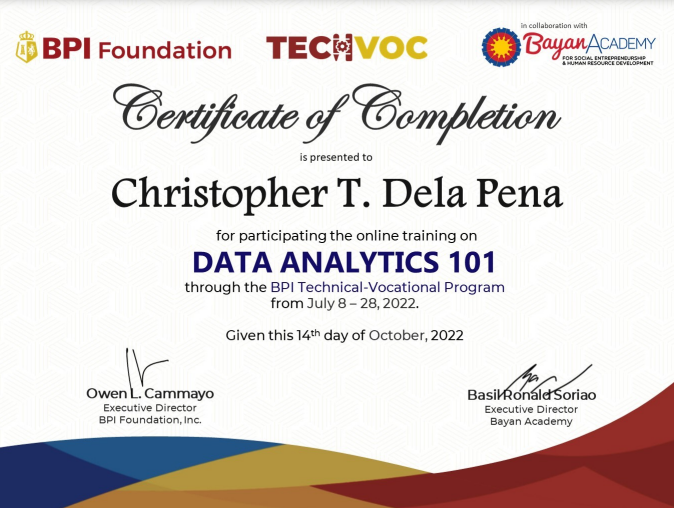 BPI Foundation
TECHVOC
in collaboration with
Bayan ACADEMY
FOR SOCIAL ENTREPRENEURSHIP
& HUMAN RESOURCE DEVELOPMENT
Certificate of Completion
is presented to
Christopher T. Dela Pena
for participating the online training on
DATA ANALYTICS 101
through the BPI Technical-Vocational Program
from July 8 – 28, 2022.
Given this 14th day of October, 2022
Owen L. Cammayo
Executive Director
BPI Foundation, Inc.
Basil Ronald Soriao
Executive Director
Bayan Academy